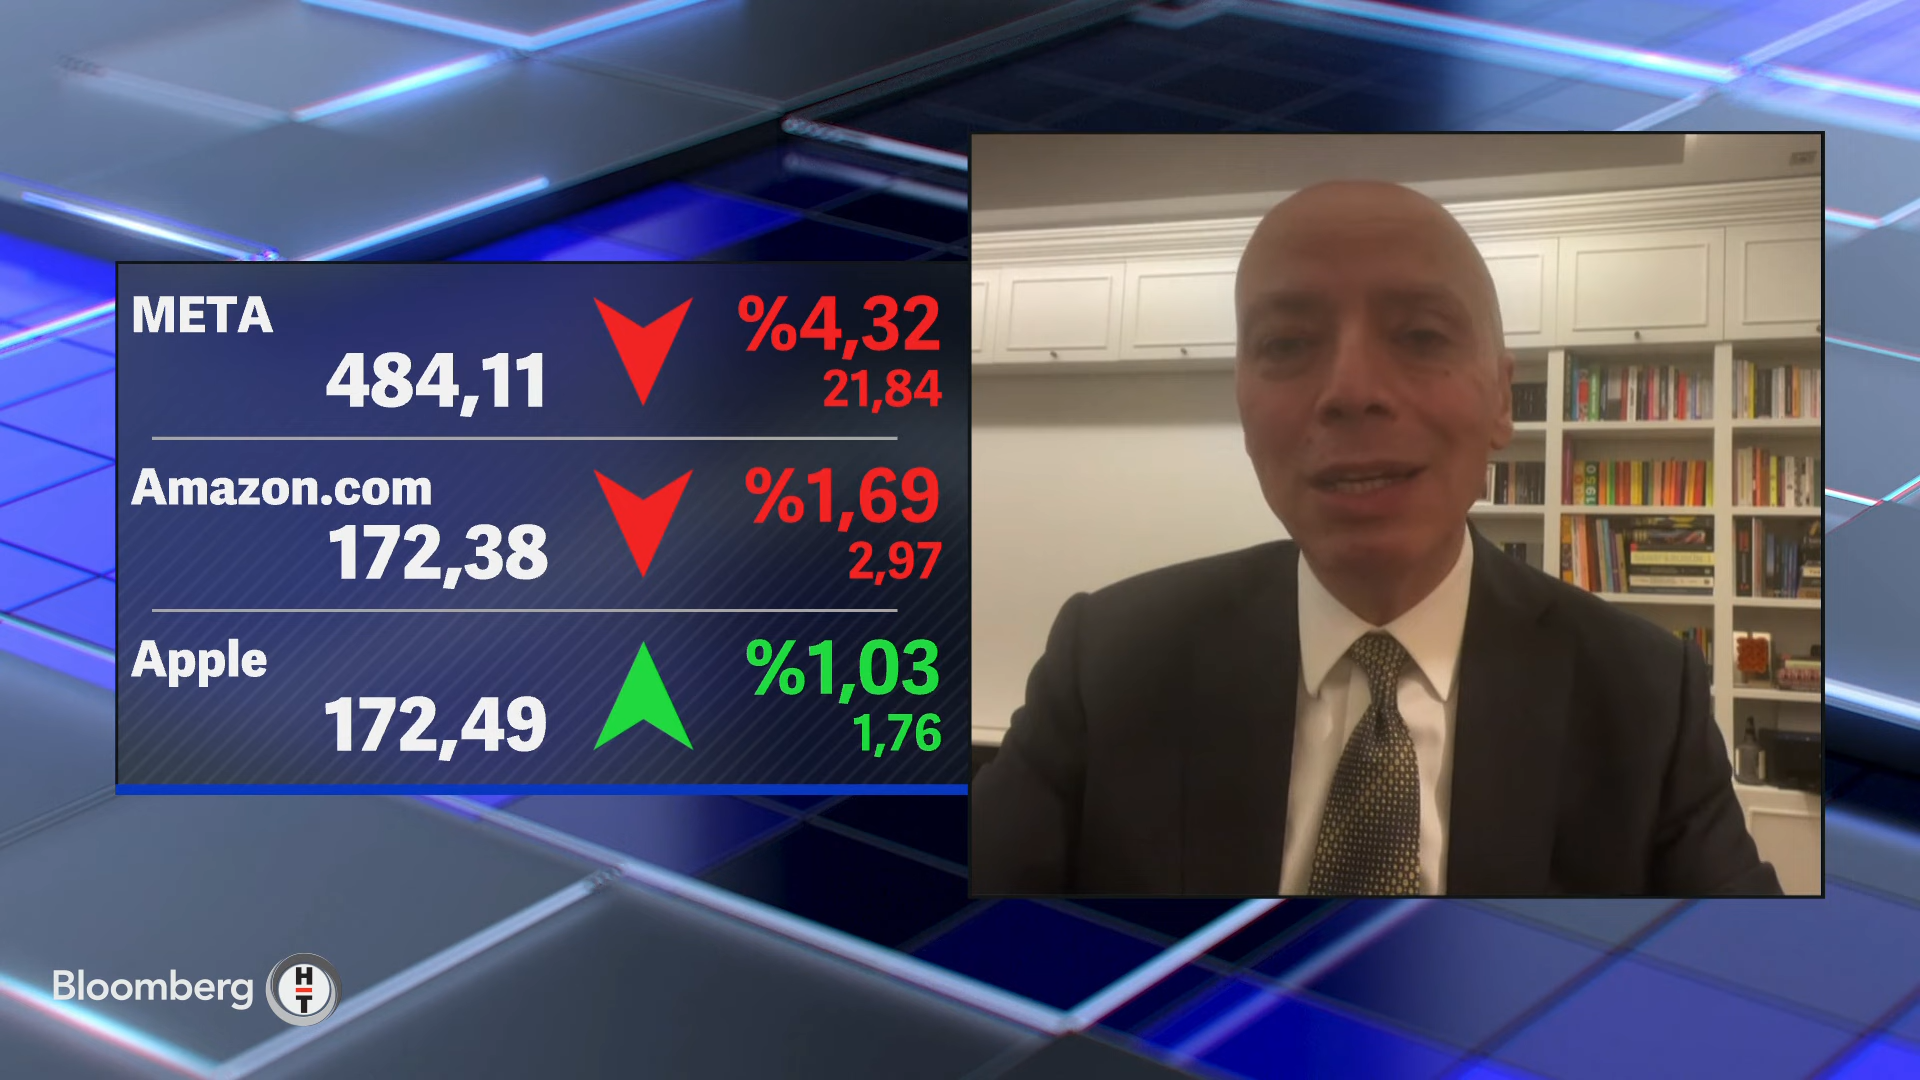 META
484,11
%4,32
21,84
Amazon.com
172,38
%1,69
2,97
Apple
172,49
%1,03
1,76
Bloomberg HT